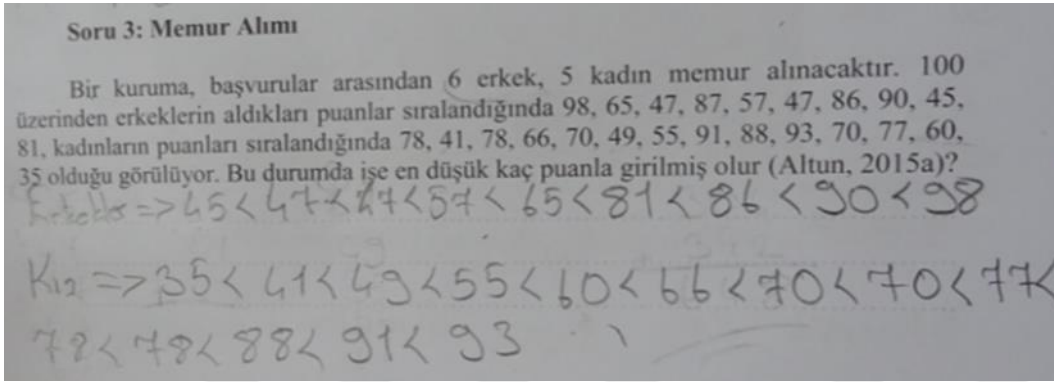 Soru 3: Memur Alımı
Bir kuruma, başvurular arasından 6 erkek, 5 kadın memur alınacaktır. 100
üzerinden erkeklerin aldıkları puanlar sıralandığında 98, 65, 47, 87, 57, 47, 86, 90, 45,
81, kadınların puanları sıralandığında 78, 41, 78, 66, 70, 49, 55, 91, 88, 93, 70, 77, 60,
35 olduğu görülüyor. Bu durumda işe en düşük kaç puanla girilmiş olur (Altun, 2015a)?
Erkekler => 45 < 47 < 47 < 57 < 65 < 81 < 86 < 90 < 98
Kız => 35 < 41 < 49 < 55 < 60 < 66 < 70 < 70 < 77 <
78 < 78 < 88 < 91 < 93